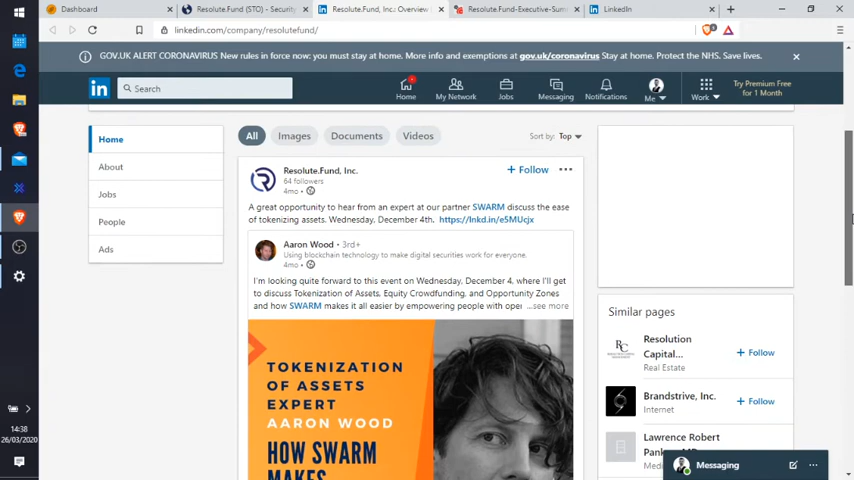 Dashboard
Resolute.Fund (STO) - Security
Resolute.Fund, Inc.: Overview
Resolute.Fund-Executive-Sum
LinkedIn
linkedin.com/company/resolutefund/
1
GOV.UK ALERT CORONAVIRUS New rules in force now: you must stay at home. More info and exemptions at gov.uk/coronavirus Stay at home. Protect the NHS. Save lives.
in
Search
Home
My Network
Jobs
Messaging
Notifications
Me
Work
Try Premium Free
for 1 Month
Home
About
Jobs
People
Ads
All
Images
Documents
Videos
Sort by: Top
Resolute.Fund, Inc.
64 followers
4mo •
+ Follow
A great opportunity to hear from an expert at our partner SWARM discuss the ease
of tokenizing assets. Wednesday, December 4th. https://lnkd.in/e5MUcjx
Aaron Wood • 3rd+
Using blockchain technology to make digital securities work for everyone.
4mo •
I'm looking quite forward to this event on Wednesday, December 4, where I'll get
to discuss Tokenization of Assets, Equity Crowdfunding, and Opportunity Zones
and how SWARM makes it all easier by empowering people with oper ...see more
TOKENIZATION
OF ASSETS
EXPERT
AARON WOOD
HOW SWARM
MAKES
Similar pages
RC
Resolution
Capital...
Real Estate
+ Follow
Brandstrive, Inc.
Internet
+ Follow
Lawrence Robert
Messaging
14:38
26/03/2020